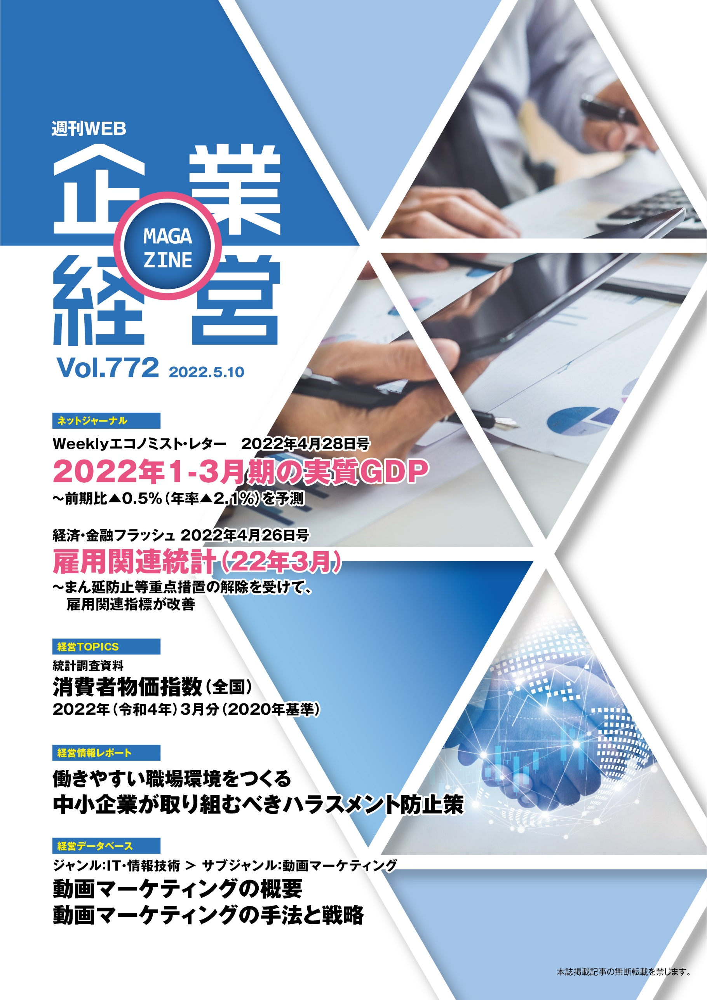 週刊WEB
企業
MAGA
ZINE
経営
Vol.772 2022.5.10
ネットジャーナル
Weeklyエコノミスト・レター 2022年4月28日号
2022年1-3月期の実質GDP
～前期比▲0.5%（年率▲2.1%）を予測
経済・金融フラッシュ 2022年4月26日号
雇用関連統計（22年3月）
～まん延防止等重点措置の解除を受けて、
雇用関連指標が改善
経営TOPICS
統計調査資料
消費者物価指数（全国）
2022年（令和4年）3月分（2020年基準）
経営情報レポート
働きやすい職場環境をつくる
中小企業が取り組むべきハラスメント防止策
経営データベース
ジャンル:IT・情報技術 ＞ サブジャンル:動画マーケティング
動画マーケティングの概要
動画マーケティングの手法と戦略
本誌掲載記事の無断転載を禁じます。